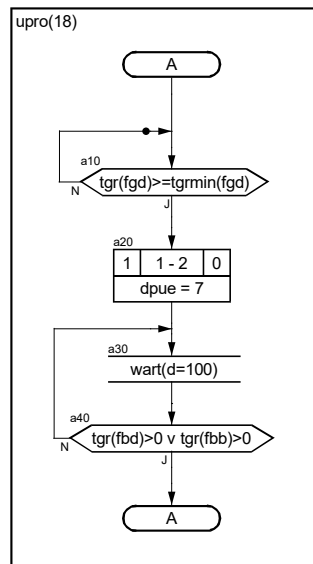 upro(18)
A
a10
tgr(fgd)>=tgrmin(fgd)
N
J
a20
1 1 - 2 0
dpue = 7
a30
wart(d=100)
a40
tgr(fbd)>0 v tgr(fbb)>0
N
J
A